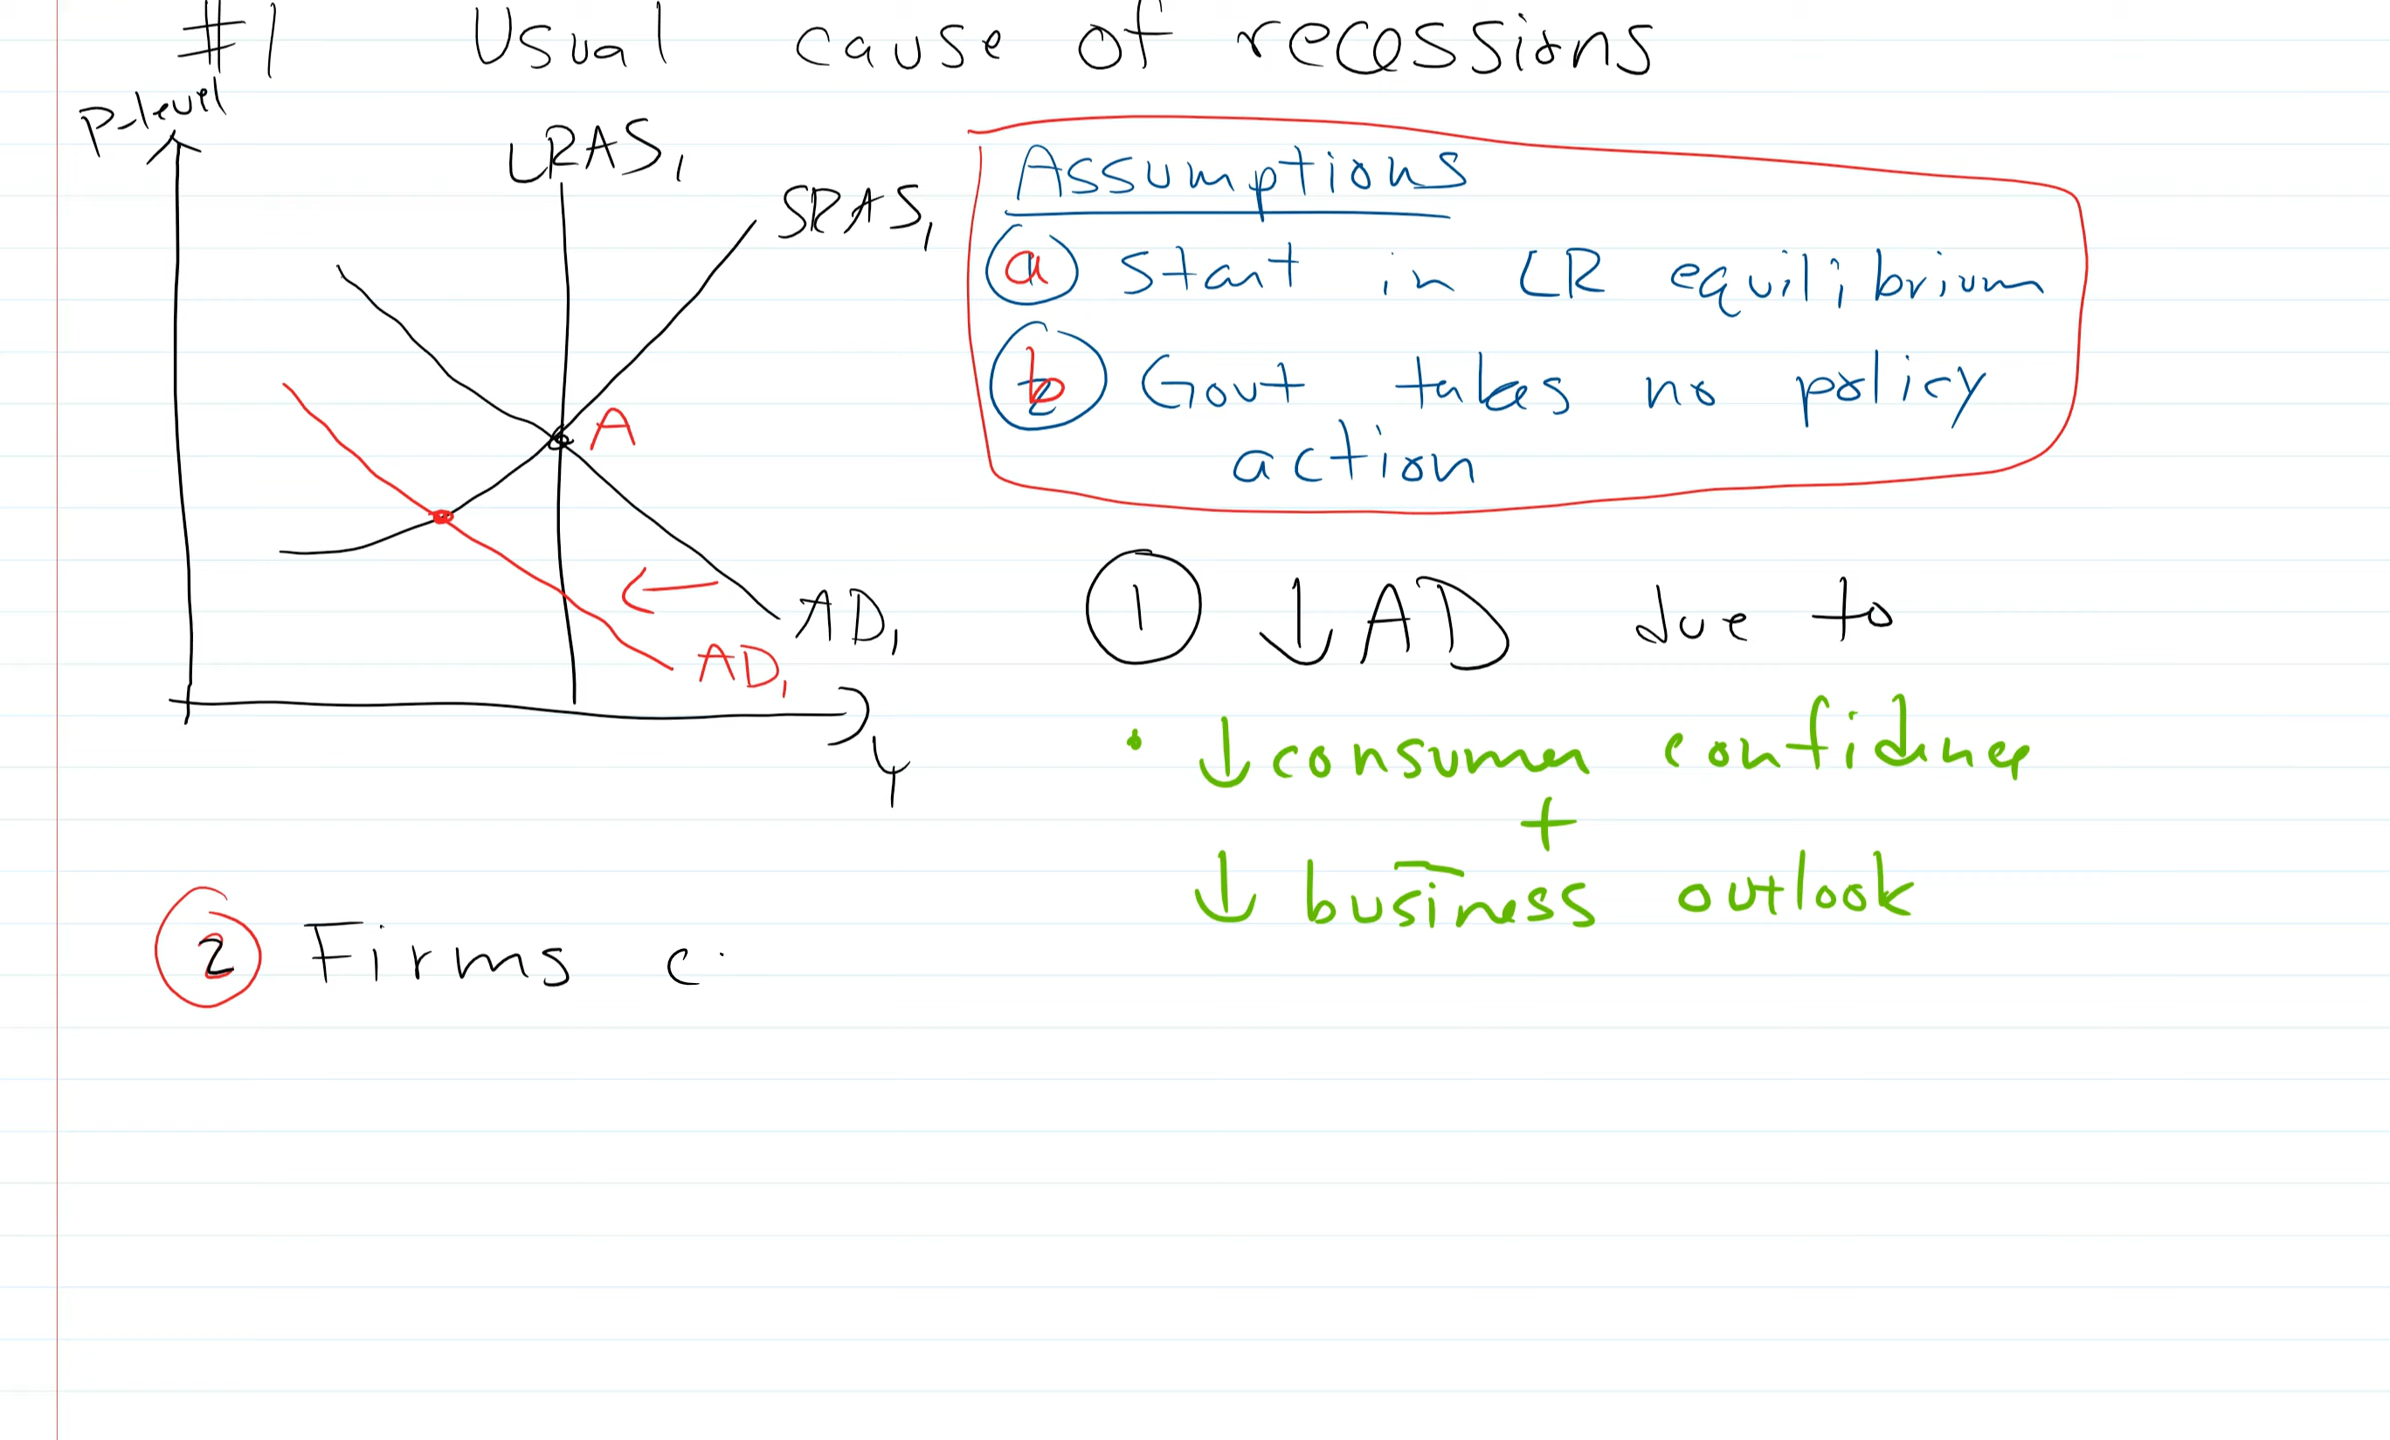 #1 Usual cause of recessions
P-level
LRAS1
SRAS1
A
AD1
AD1
Y
Assumptions
a Start in LR equilibrium
b Govt takes no policy
action
1 ↓AD due to
• ↓consumer confidence
+
↓ business outlook
2 Firms c